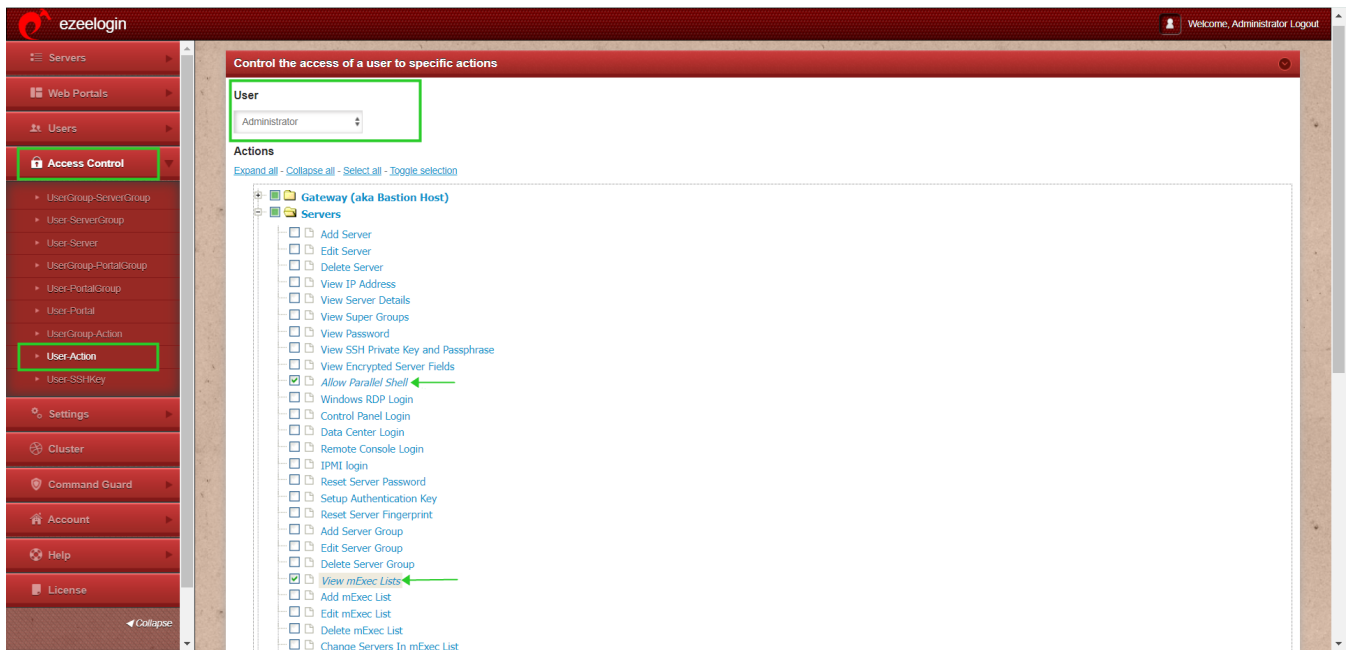 ezeelogin
Welcome, Administrator Logout
Servers
Web Portals
Users
Access Control
UserGroup-ServerGroup
User-ServerGroup
User-Server
UserGroup-PortalGroup
User-PortalGroup
User-Portal
UserGroup-Action
User-Action
User-SSHKey
Settings
Cluster
Command Guard
Account
Help
License
Collapse
Control the access of a user to specific actions
User
Administrator
Actions
Expand all - Collapse all - Select all - Toggle selection
Gateway (aka Bastion Host)
Servers
Add Server
Edit Server
Delete Server
View IP Address
View Server Details
View Super Groups
View Password
View SSH Private Key and Passphrase
View Encrypted Server Fields
Allow Parallel Shell
Windows RDP Login
Control Panel Login
Data Center Login
Remote Console Login
IPMI login
Reset Server Password
Setup Authentication Key
Reset Server Fingerprint
Add Server Group
Edit Server Group
Delete Server Group
View mExec Lists
Add mExec List
Edit mExec List
Delete mExec List
Change Servers In mExec List